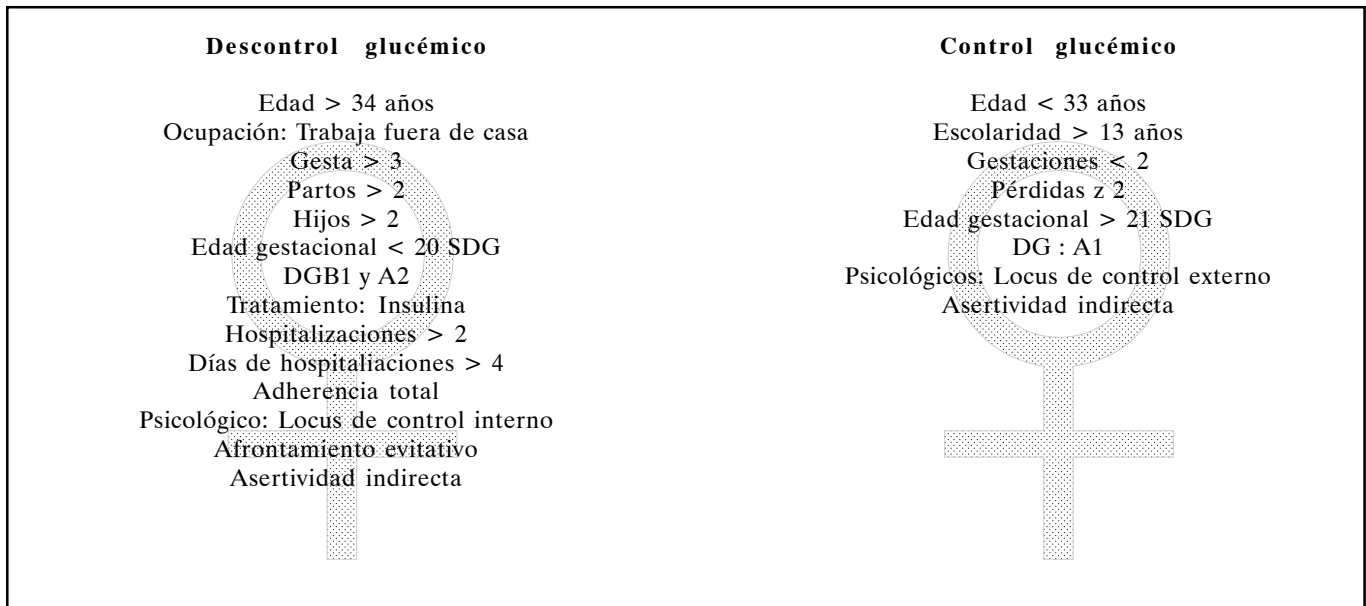 Descontrol glucémico
Edad > 34 años
Ocupación: Trabaja fuera de casa
Gesta > 3
Partos > 2
Hijos > 2
Edad gestacional < 20 SDG
DGB1 y A2
Tratamiento: Insulina
Hospitalizaciones > 2
Días de hospitaliaciones > 4
Adherencia total
Psicológico: Locus de control interno
Afrontamiento evitativo
Asertividad indirecta
Control glucémico
Edad < 33 años
Escolaridad > 13 años
Gestaciones < 2
Pérdidas z 2
Edad gestacional > 21 SDG
DG : A1
Psicológicos: Locus de control externo
Asertividad indirecta